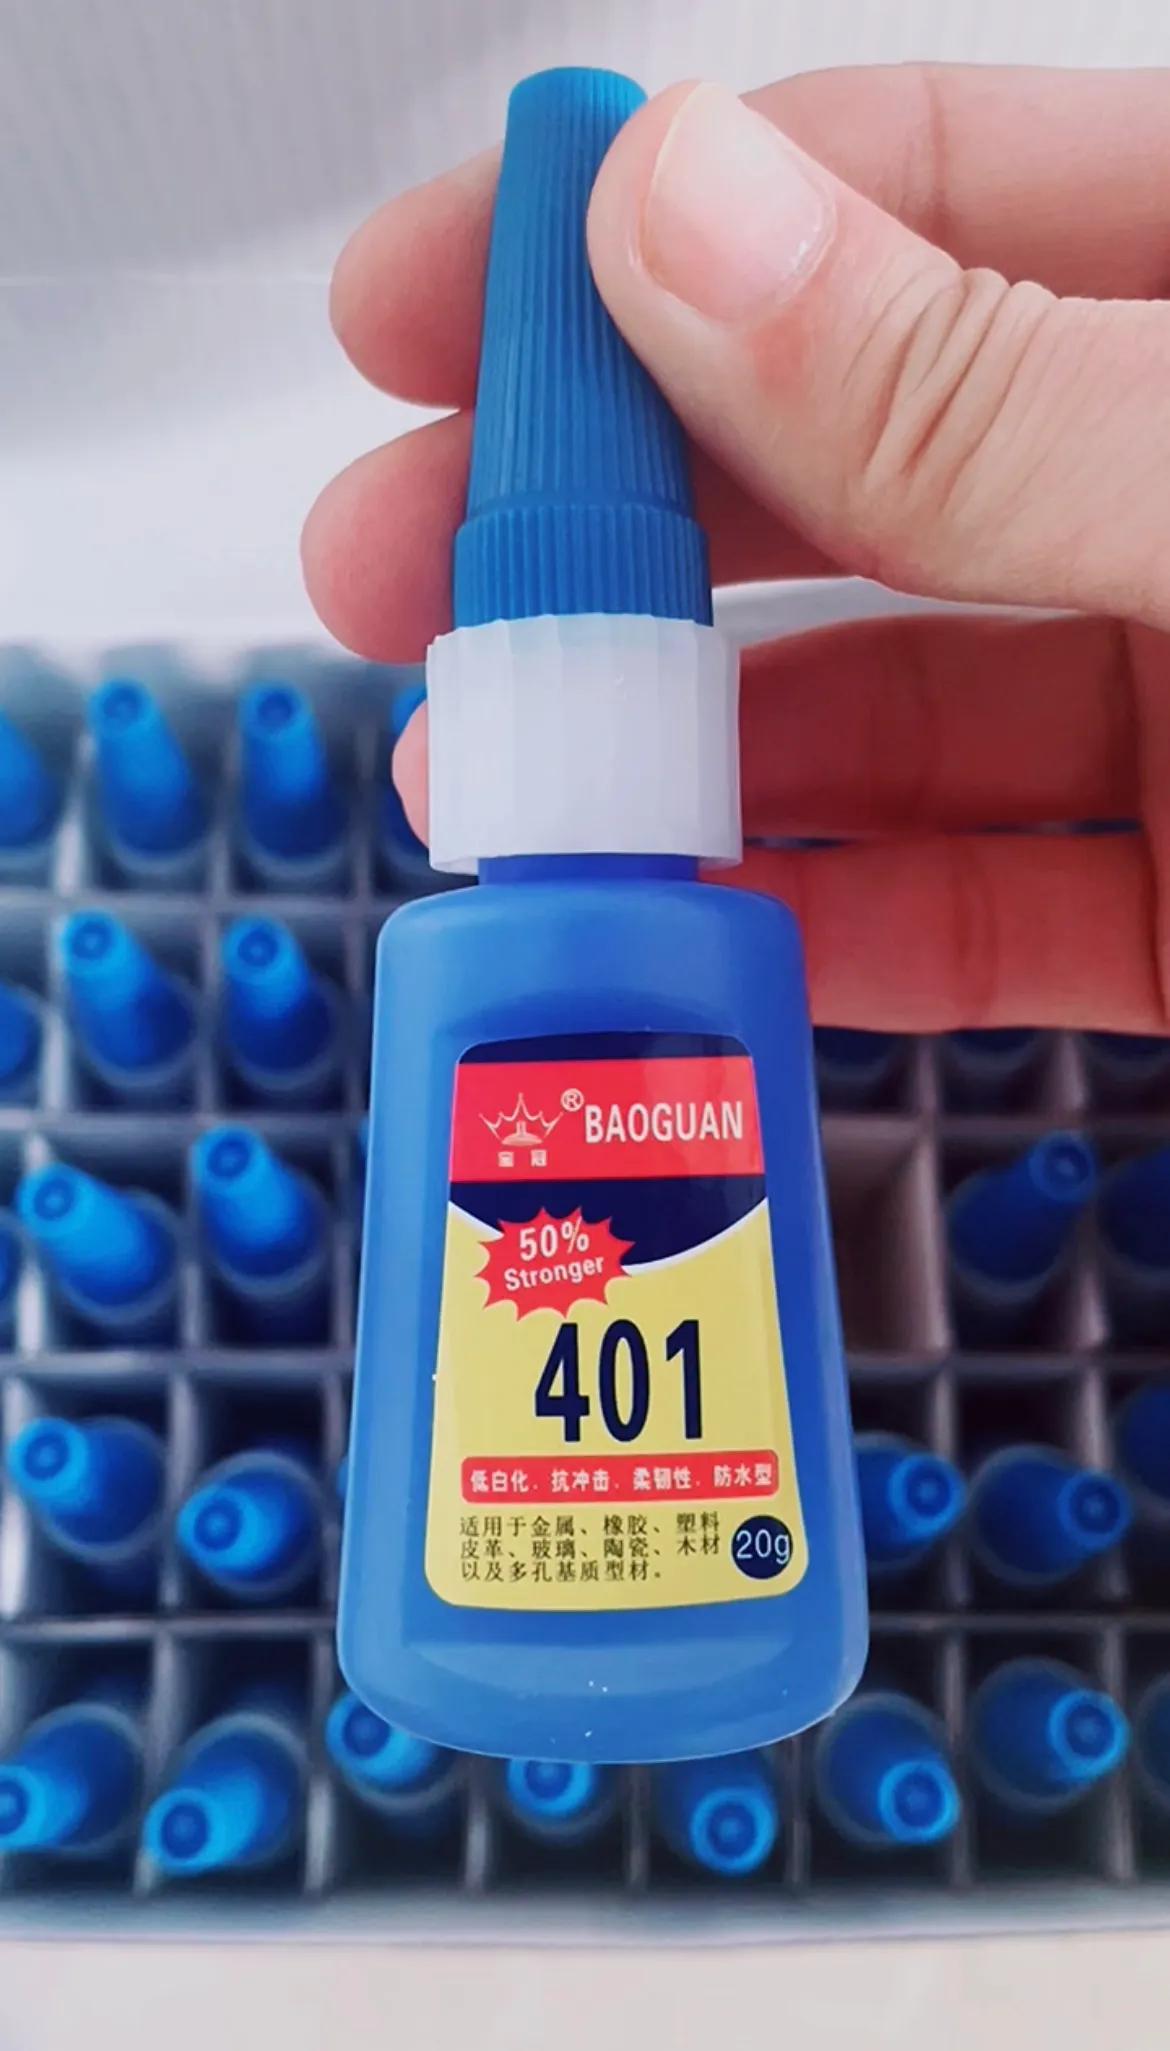 ® BAOGUAN
宝冠
50%
Stronger
401
低白化. 抗冲击. 柔韧性. 防水型
适用于金属、橡胶、塑料
皮革、玻璃、陶瓷、木材
以及多孔基质型材。
20g